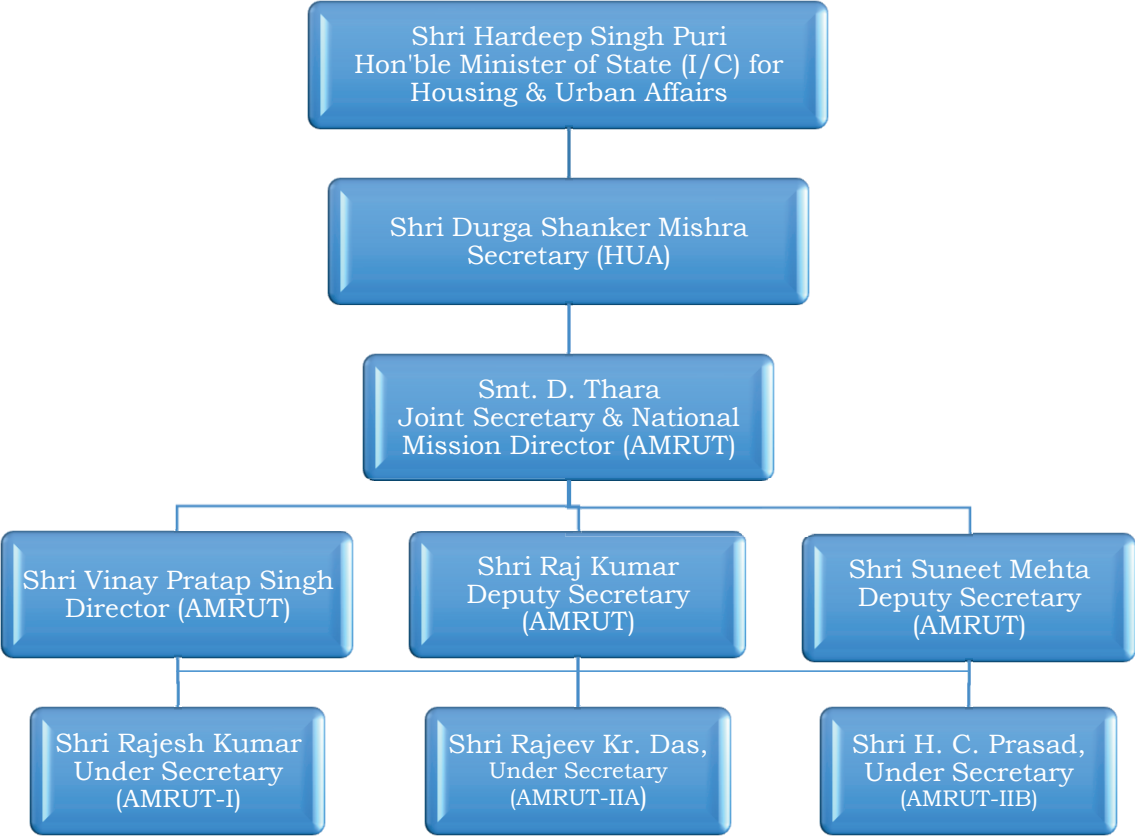 Shri Hardeep Singh Puri
Hon'ble Minister of State (I/C) for
Housing & Urban Affairs
Shri Durga Shanker Mishra
Secretary (HUA)
Smt. D. Thara
Joint Secretary & National
Mission Director (AMRUT)
Shri Vinay Pratap Singh
Director (AMRUT)
Shri Raj Kumar
Deputy Secretary
(AMRUT)
Shri Suneet Mehta
Deputy Secretary
(AMRUT)
Shri Rajesh Kumar
Under Secretary
(AMRUT-I)
Shri Rajeev Kr. Das,
Under Secretary
(AMRUT-IIA)
Shri H. C. Prasad,
Under Secretary
(AMRUT-IIB)